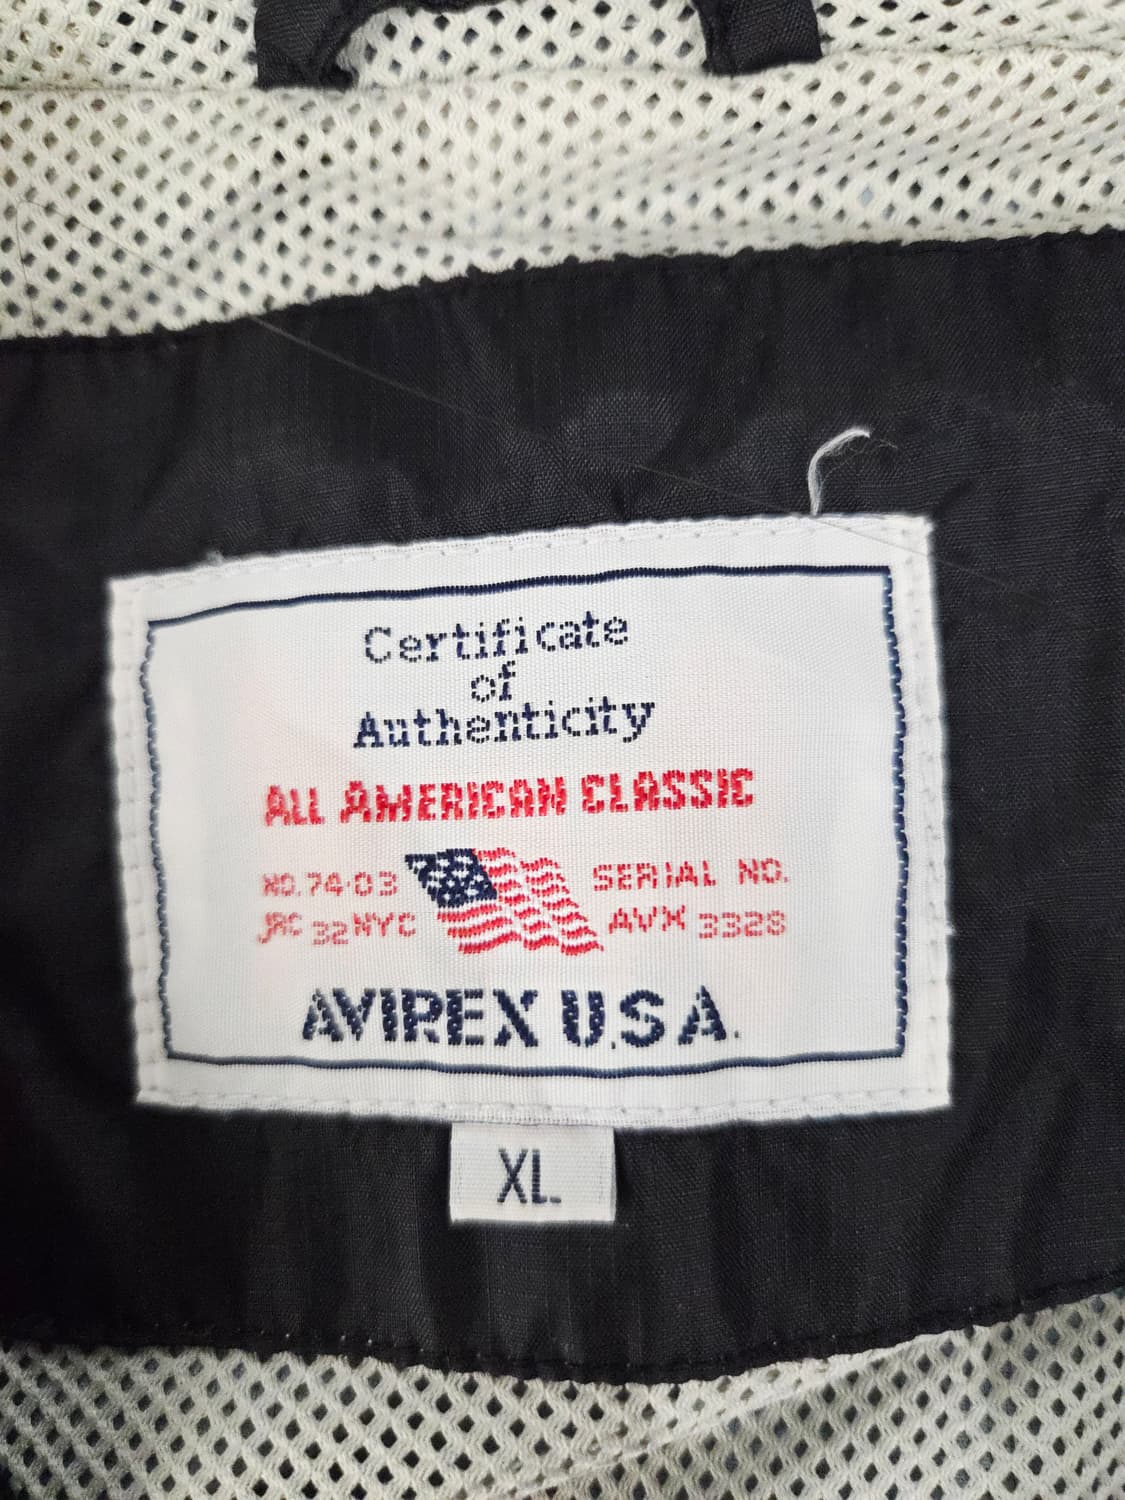 Certificate
of
Authenticity
ALL AMERICAN CLASSIC
NO. 74-03
JRC 32 NYC
SERIAL NO.
AVX 3328
AVIREX U.S.A.
XL